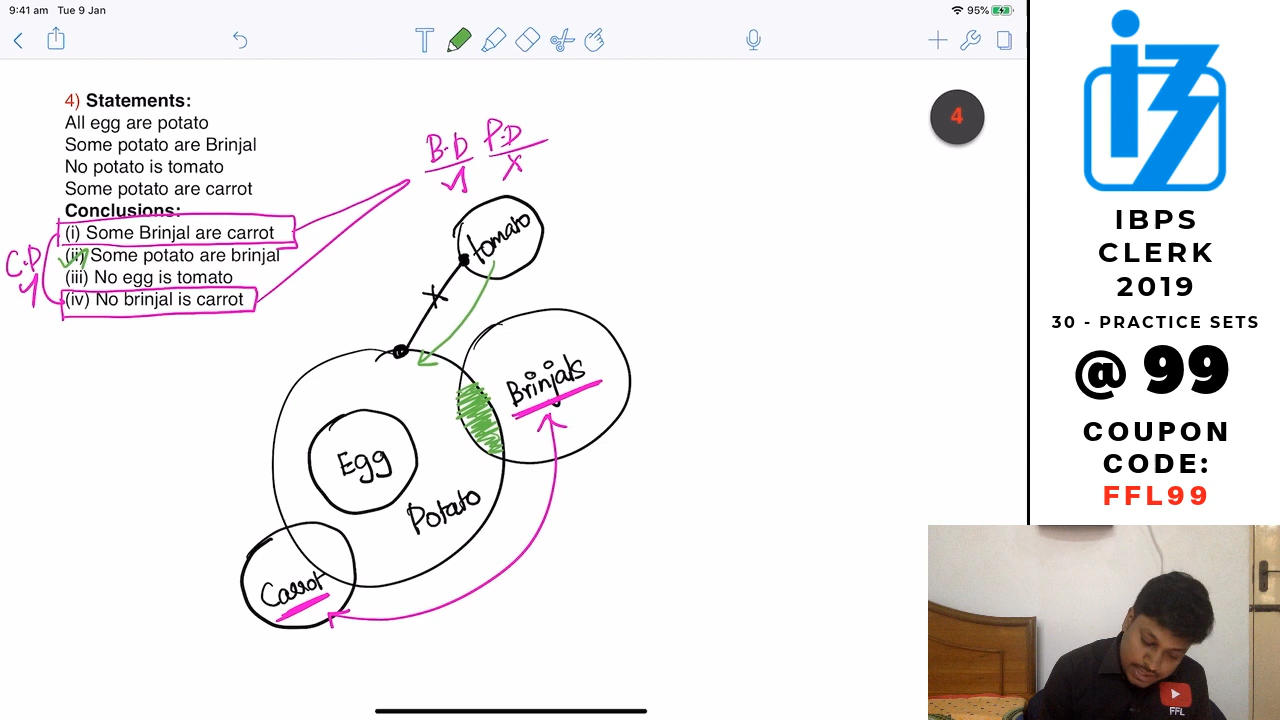 9:41 am Tue 9 Jan
95%
T
4) Statements:
All egg are potato
Some potato are Brinjal
No potato is tomato
Some potato are carrot
Conclusions:
(i) Some Brinjal are carrot
(ii) Some potato are brinjal
(iii) No egg is tomato
(iv) No brinjal is carrot
C.D
B.D P.D
4
tomato
Brinjals
Egg
Potato
Carrot
IBPS
CLERK
2019
30 - PRACTICE SETS
@ 99
COUPON
CODE:
FFL99
FFL